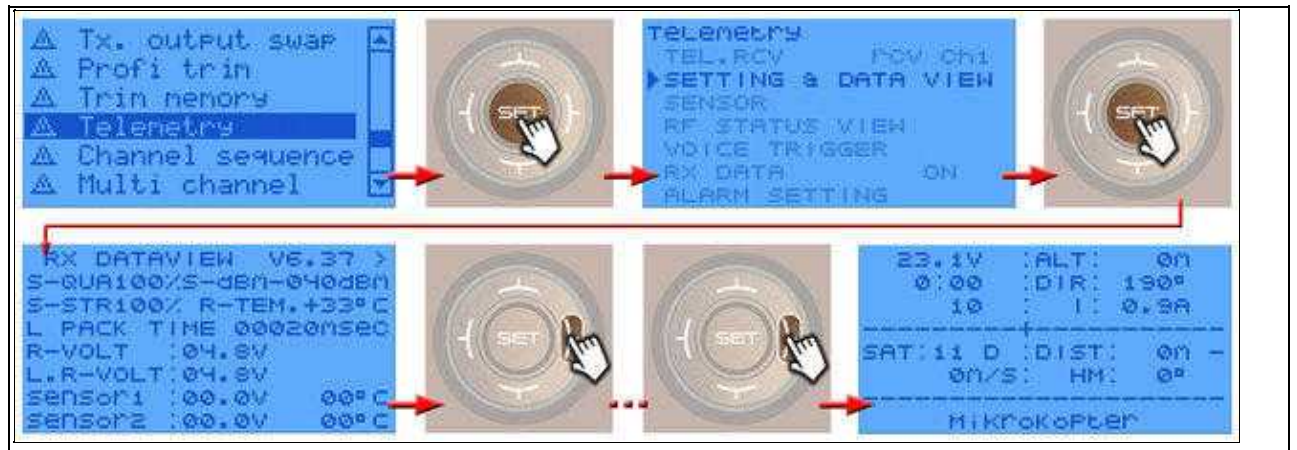 Tx. output swap
Profi trim
Trim memory
Telemetry
Channel sequence
Multi channel
SET
Telemetry
TEL.RCV rcv Ch1
SETTING & DATA VIEW
SENSOR
RF STATUS VIEW
VOICE TRIGGER
RX DATA ON
ALARM SETTING
SET
RX DATAVIEW V6.37 >
S-QUA100%S-dBm-040dBm
S-STR100% R-TEM.+33°C
L PACK TIME 00020msec
R-VOLT :04.8V
L.R-VOLT:04.8V
sensor1 :00.0V 00°C
sensor2 :00.0V 00°C
SET
SET
23.1V :ALT: 0m
0:00 :DIR: 190°
10 : I: 0.9A
SAT:11 D :DIST: 0m -
0m/s: HM: 0°
MikroKopter